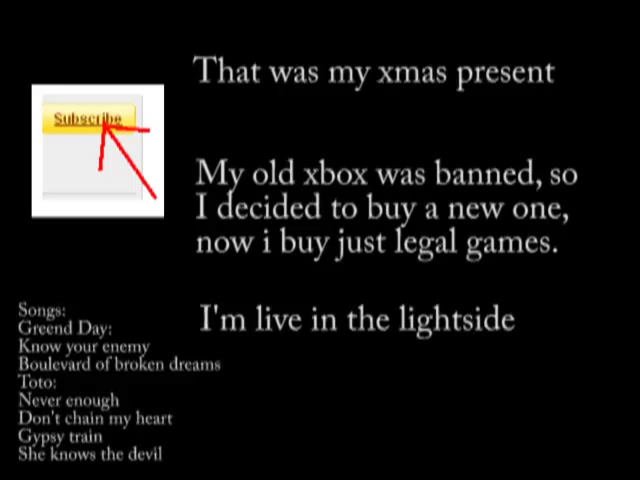 That was my xmas present
Subscribe
My old xbox was banned, so
I decided to buy a new one,
now i buy just legal games.
I'm live in the lightside
Songs:
Greend Day:
Know your enemy
Boulevard of broken dreams
Toto:
Never enough
Don't chain my heart
Gypsy train
She knows the devil